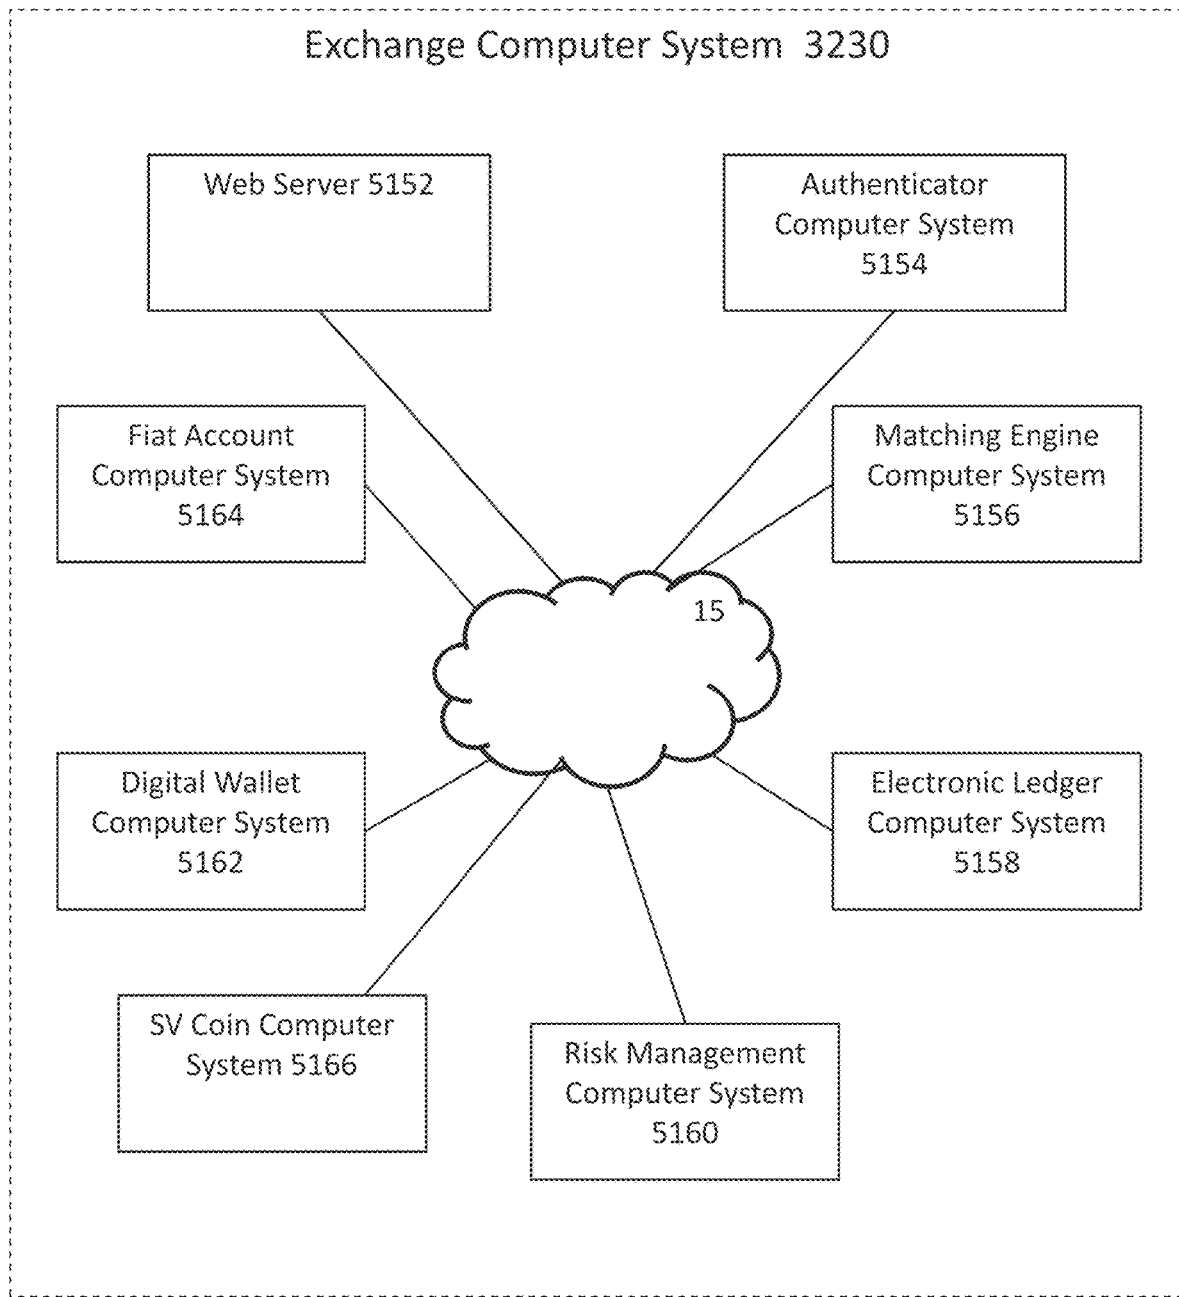 Exchange Computer System 3230
Web Server 5152
Authenticator
Computer System
5154
Fiat Account
Computer System
5164
Matching Engine
Computer System
5156
15
Digital Wallet
Computer System
5162
Electronic Ledger
Computer System
5158
SV Coin Computer
System 5166
Risk Management
Computer System
5160